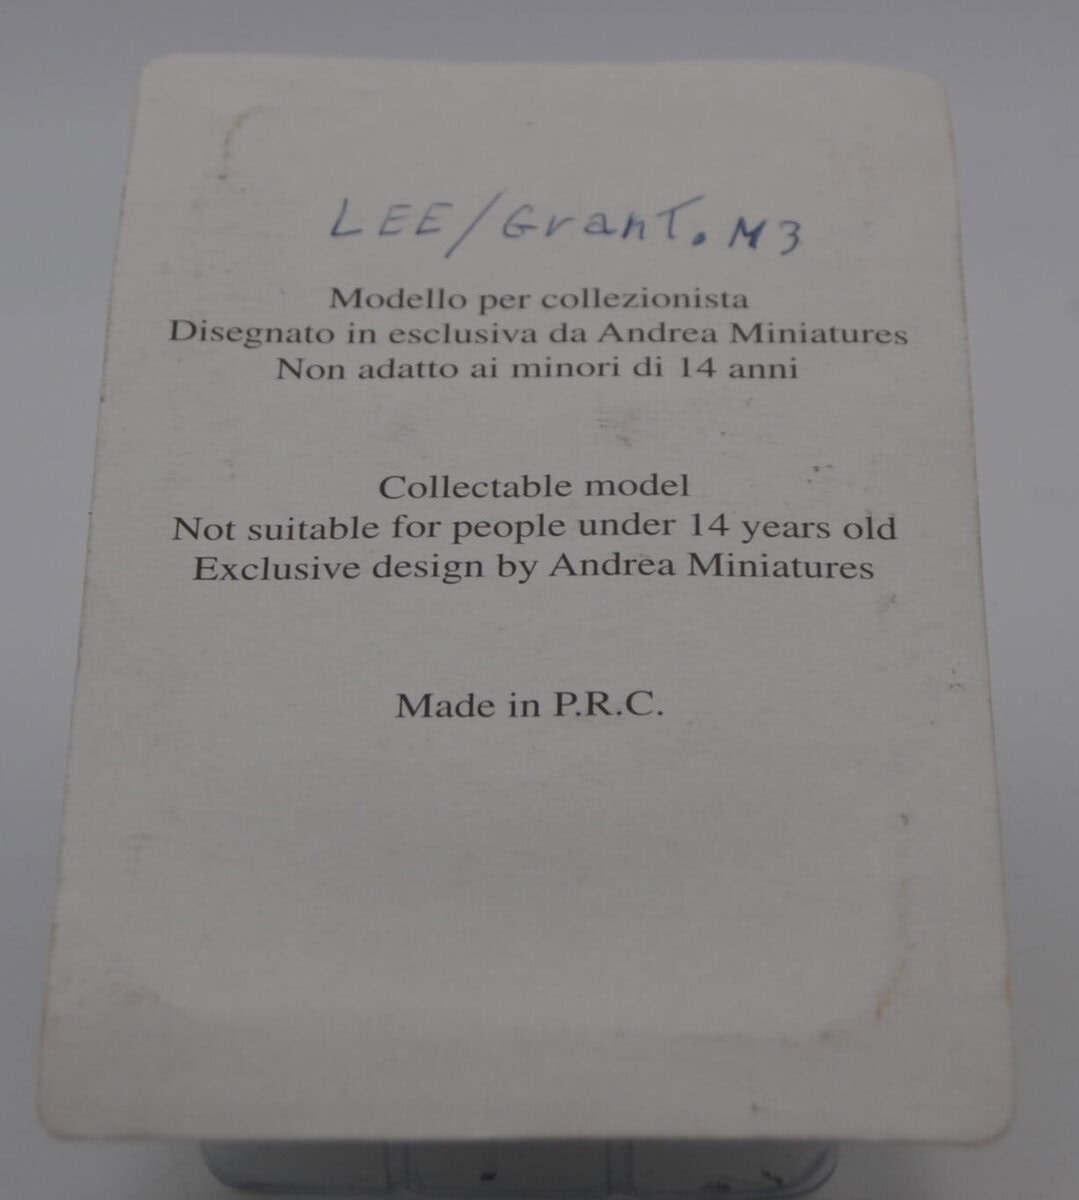 LEE/Grant. M3
Modello per collezionista
Disegnato in esclusiva da Andrea Miniatures
Non adatto ai minori di 14 anni
Collectable model
Not suitable for people under 14 years old
Exclusive design by Andrea Miniatures
Made in P.R.C.